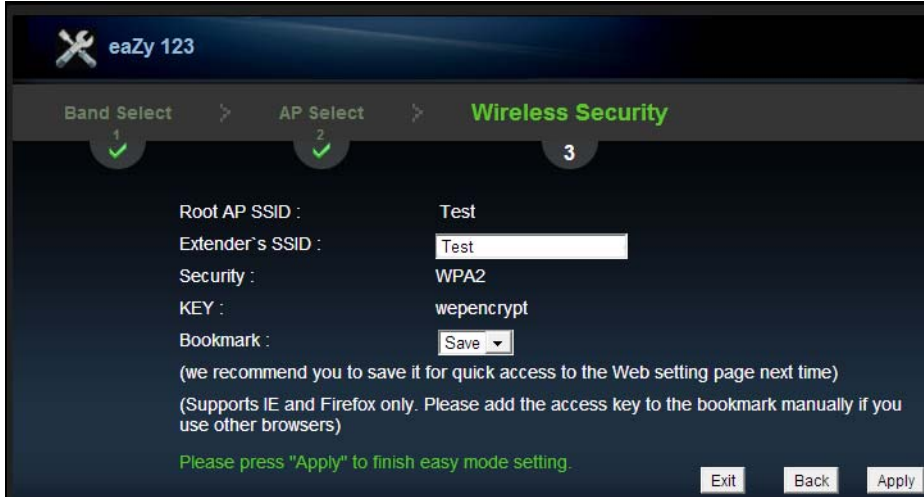 eaZy 123
Band Select > AP Select > Wireless Security
1 2 3
Root AP SSID : Test
Extender`s SSID : Test
Security : WPA2
KEY : wepencrypt
Bookmark : Save
(we recommend you to save it for quick access to the Web setting page next time)
(Supports IE and Firefox only. Please add the access key to the bookmark manually if you
use other browsers)
Please press "Apply" to finish easy mode setting.
Exit Back Apply